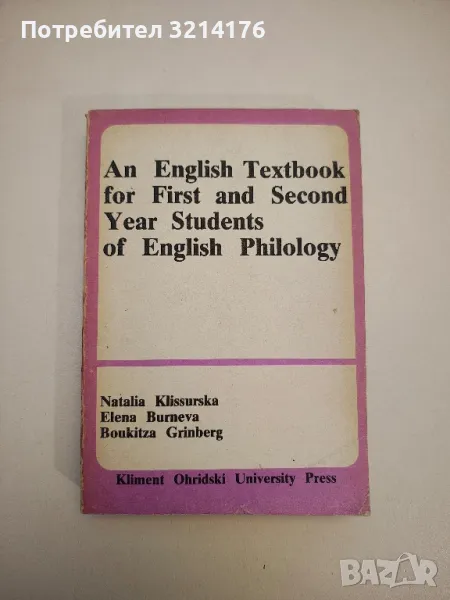 Потребител 3214176
An English Textbook
for First and Second
Year Students
of English Philology
Natalia Klissurska
Elena Burneva
Boukitza Grinberg
Kliment Ohridski University Press
BAZAR